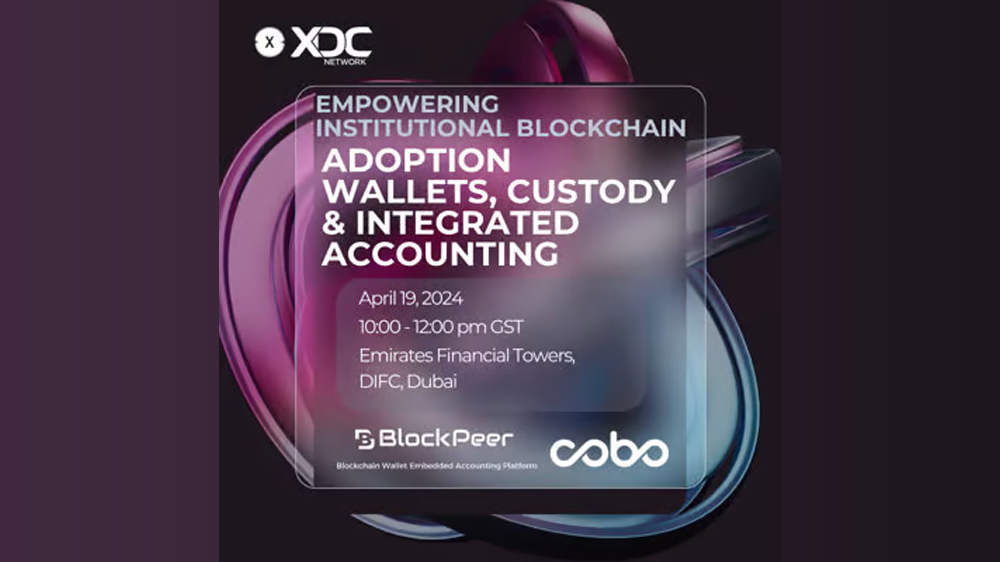 X XDC
NETWORK
EMPOWERING
INSTITUTIONAL BLOCKCHAIN
ADOPTION
WALLETS, CUSTODY
& INTEGRATED
ACCOUNTING
April 19, 2024
10:00 - 12:00 pm GST
Emirates Financial Towers,
DIFC, Dubai
BlockPeer
Blockchain Wallet Embedded Accounting Platform
cobo